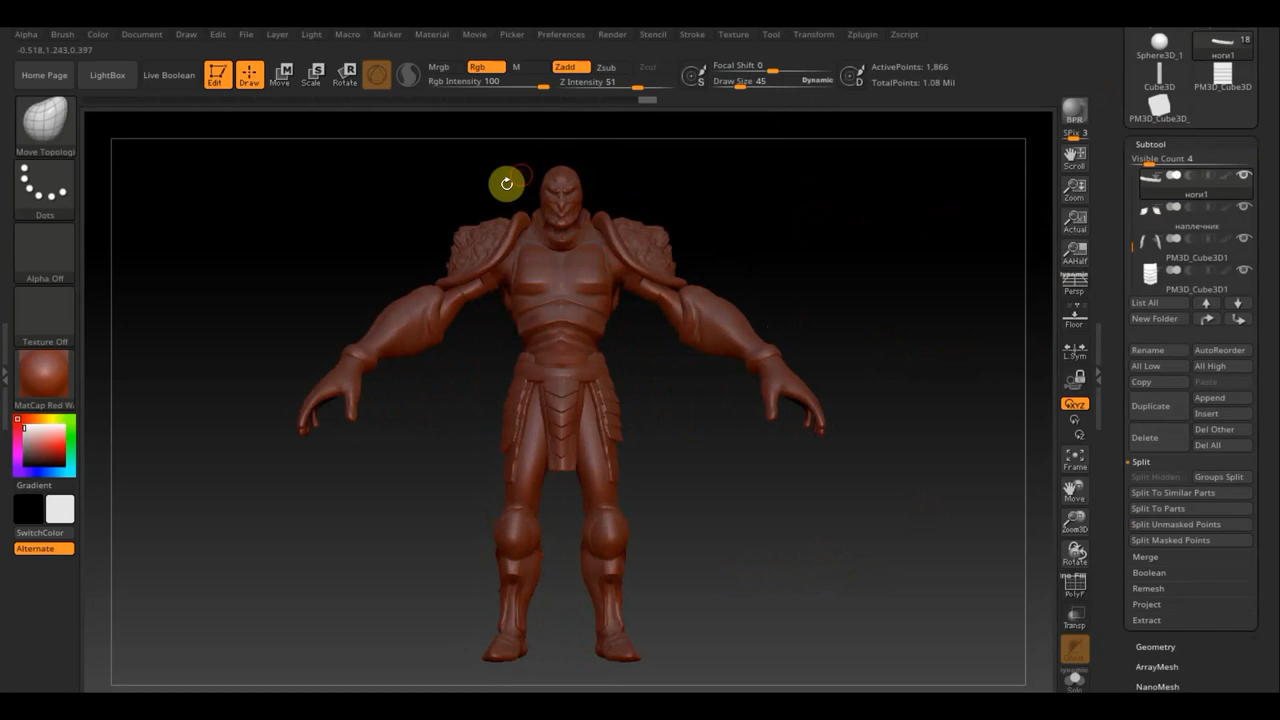 Alpha Brush Color Document Draw Edit File Layer Light Macro Marker Material Movie Picker Preferences Render Stencil Stroke Texture Tool Transform Zplugin Zscript
-0.518,1.243,0.397
Home Page LightBox Live Boolean Edit Draw Move Scale Rotate
Mrgb Rgb M Zadd Zsub Zcut
Rgb Intensity 100 Z Intensity 51
Focal Shift 0
Draw Size 45 Dynamic
S D
ActivePoints: 1,866
TotalPoints: 1.08 Mil
Move Topologi
Dots
Alpha Off
Texture Off
MatCap Red W
Gradient
SwitchColor
Alternate
BPR
SPix 3
Scroll
Zoom
Actual
AAHalf
Dynamic
Persp
Floor
L.Sym
XYZ
Frame
Move
Zoom3D
Rotate
PolyF
Transp
Solo
18
Sphere3D_1 ноги1
Cube3D PM3D_Cube3D
PM3D_Cube3D_
Subtool
Visible Count 4
ноги1
наплечник
PM3D_Cube3D1
PM3D_Cube3D1
List All
New Folder
Rename AutoReorder
All Low All High
Copy Paste
Duplicate Append
Insert
Delete Del Other
Del All
Split
Split Hidden Groups Split
Split To Similar Parts
Split To Parts
Split Unmasked Points
Split Masked Points
Merge
Boolean
Remesh
Project
Extract
Geometry
ArrayMesh
NanoMesh